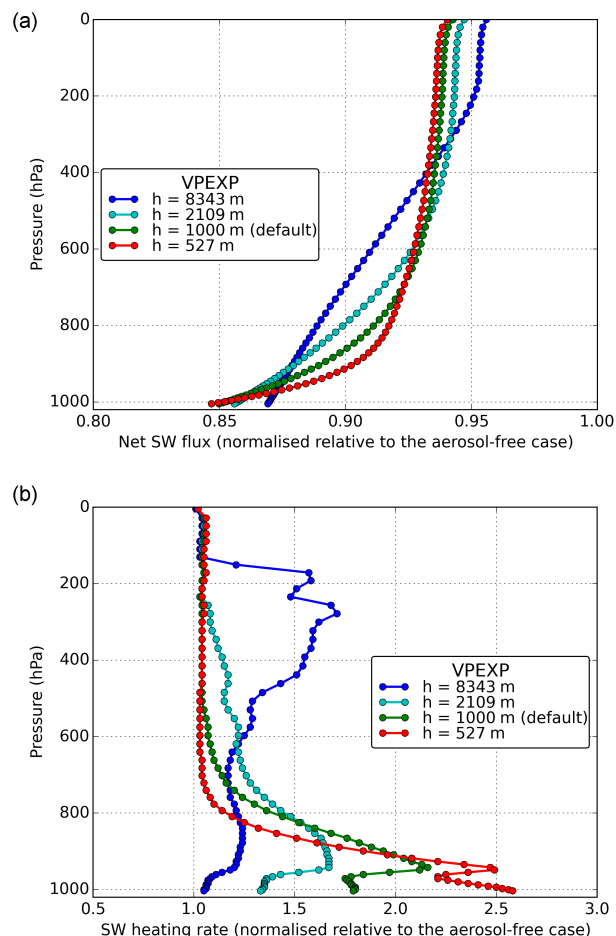 (a)
0
200
400
600
800
1000
Pressure (hPa)
VPEXP
h = 8343 m
h = 2109 m
h = 1000 m (default)
h = 527 m
0.80
0.85
0.90
0.95
1.00
Net SW flux (normalised relative to the aerosol-free case)
(b)
0
200
400
600
800
1000
Pressure (hPa)
VPEXP
h = 8343 m
h = 2109 m
h = 1000 m (default)
h = 527 m
0.5
1.0
1.5
2.0
2.5
3.0
SW heating rate (normalised relative to the aerosol-free case)